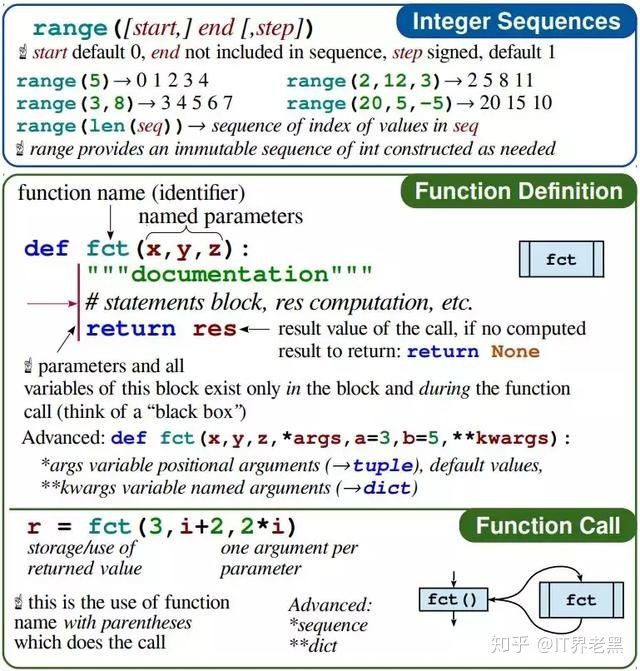 Integer Sequences
range([start,] end [,step])
☝ start default 0, end not included in sequence, step signed, default 1
range(5)→0 1 2 3 4
range(2,12,3)→2 5 8 11
range(3,8)→3 4 5 6 7
range(20,5,-5)→20 15 10
range(len(seq))→sequence of index of values in seq
☝ range provides an immutable sequence of int constructed as needed
Function Definition
function name (identifier)
named parameters
def fct(x,y,z):
"""documentation"""
# statements block, res computation, etc.
return res←result value of the call, if no computed
result to return: return None
fct
☝ parameters and all
variables of this block exist only in the block and during the function
call (think of a “black box”)
Advanced: def fct(x,y,z,*args,a=3,b=5,**kwargs):
*args variable positional arguments (→tuple), default values,
**kwargs variable named arguments (→dict)
Function Call
r = fct(3,i+2,2*i)
storage/use of
returned value
one argument per
parameter
☝ this is the use of function
name with parentheses
which does the call
Advanced:
*sequence
**dict
fct()
fct
知乎 @IT界老黑